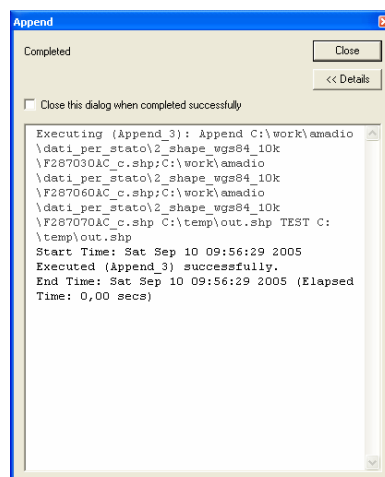 Append
Completed
Close
<< Details
Close this dialog when completed successfully
Executing (Append_3): Append C:\work\amadio
\dati_per_stato\2_shape_wgs84_10k
\F287030AC_c.shp;C:\work\amadio
\dati_per_stato\2_shape_wgs84_10k
\F287060AC_c.shp;C:\work\amadio
\dati_per_stato\2_shape_wgs84_10k
\F287070AC_c.shp C:\temp\out.shp TEST C:
\temp\out.shp
Start Time: Sat Sep 10 09:56:29 2005
Executed (Append_3) successfully.
End Time: Sat Sep 10 09:56:29 2005 (Elapsed
Time: 0,00 secs)